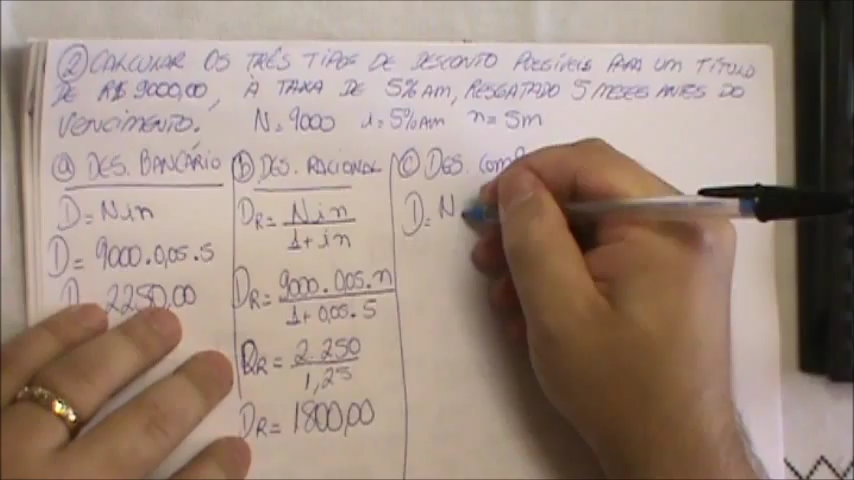 ② CALCULAR OS TRÊS TIPOS DE DESCONTO POSSÍVEIS PARA UM TÍTULO
DE R$ 9000,00, À TAXA DE 5% AM, RESGATADO 5 MESES ANTES DO
VENCIMENTO. N=9000 i=5%AM n=5m
ⓐ DES. BANCÁRIO
D=Nin
D=9000.0,05.5
2250,00
ⓑ DES. RACIONAL
DR=Nin
1+in
DR=9000.0,05.n
1+0,05.5
DR=2.250
1,25
DR=1800,00
ⓒ DES.
D=N